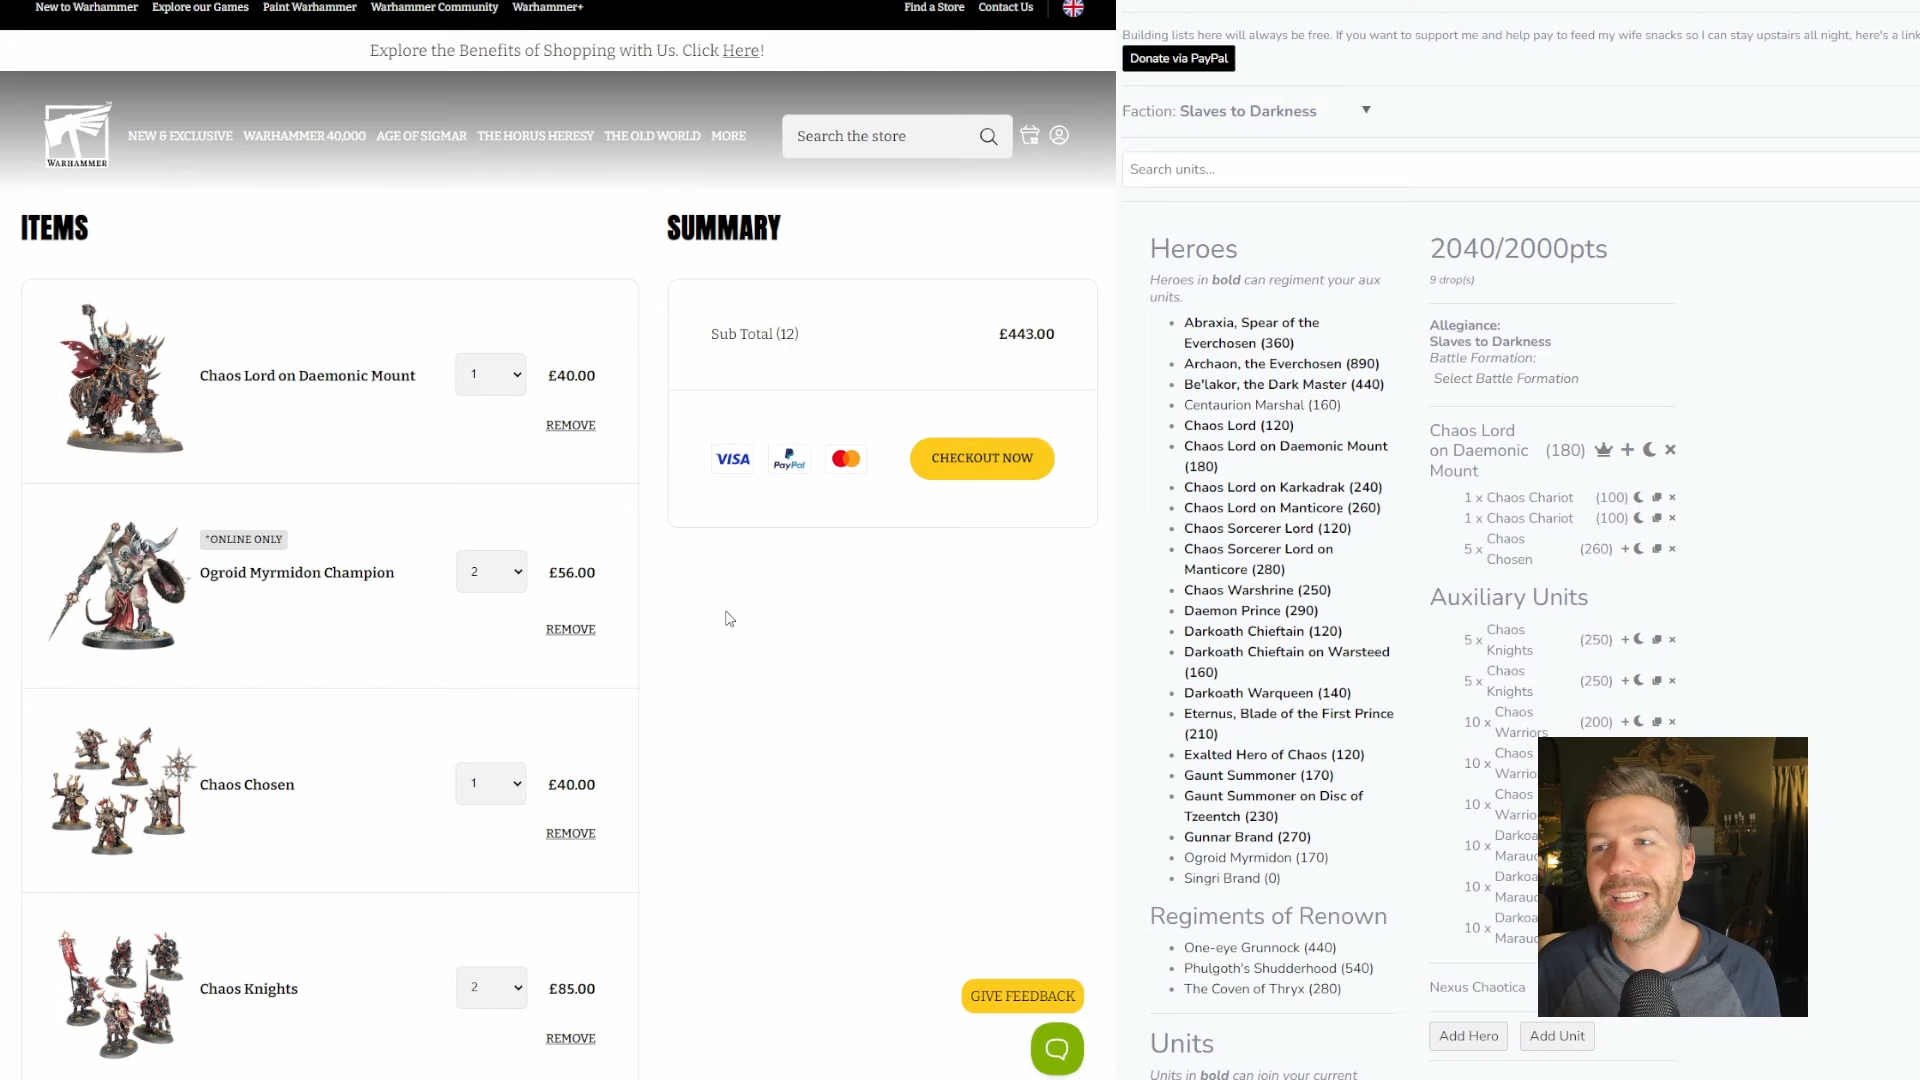 New to Warhammer Explore our Games Paint Warhammer Warhammer Community Warhammer+ Find a Store Contact Us
Explore the Benefits of Shopping with Us. Click Here!
WARHAMMER
NEW & EXCLUSIVE WARHAMMER 40,000 AGE OF SIGMAR THE HORUS HERESY THE OLD WORLD MORE
Search the store
ITEMS
Chaos Lord on Daemonic Mount 1 £40.00
REMOVE
*ONLINE ONLY
Ogroid Myrmidon Champion 2 £56.00
REMOVE
Chaos Chosen 1 £40.00
REMOVE
Chaos Knights 2 £85.00
REMOVE
SUMMARY
Sub Total (12) £443.00
VISA PayPal CHECKOUT NOW
GIVE FEEDBACK
Building lists here will always be free. If you want to support me and help pay to feed my wife snacks so I can stay upstairs all night, here's a link
Donate via PayPal
Faction: Slaves to Darkness
Search units...
Heroes
Heroes in bold can regiment your aux
units.
Abraxia, Spear of the
Everchosen (360)
Archaon, the Everchosen (890)
Be'lakor, the Dark Master (440)
Centaurion Marshal (160)
Chaos Lord (120)
Chaos Lord on Daemonic Mount
(180)
Chaos Lord on Karkadrak (240)
Chaos Lord on Manticore (260)
Chaos Sorcerer Lord (120)
Chaos Sorcerer Lord on
Manticore (280)
Chaos Warshrine (250)
Daemon Prince (290)
Darkoath Chieftain (120)
Darkoath Chieftain on Warsteed
(160)
Darkoath Warqueen (140)
Eternus, Blade of the First Prince
(210)
Exalted Hero of Chaos (120)
Gaunt Summoner (170)
Gaunt Summoner on Disc of
Tzeentch (230)
Gunnar Brand (270)
Ogroid Myrmidon (170)
Singri Brand (0)
Regiments of Renown
One-eye Grunnock (440)
Phulgoth's Shudderhood (540)
The Coven of Thryx (280)
Units
Units in bold can join your current
2040/2000pts
9 drop(s)
Allegiance:
Slaves to Darkness
Battle Formation:
Select Battle Formation
Chaos Lord
on Daemonic (180)
Mount
1 x Chaos Chariot (100)
1 x Chaos Chariot (100)
5 x Chaos
Chosen (260)
Auxiliary Units
5 x Chaos
Knights (250)
5 x Chaos
Knights (250)
10 x Chaos
Warriors (200)
10 x Chaos
Warrio
10 x Chaos
Warrio
10 x Darkoa
Maraud
10 x Darkoa
Maraud
10 x Darkoa
Maraud
Nexus Chaotica
Add Hero Add Unit